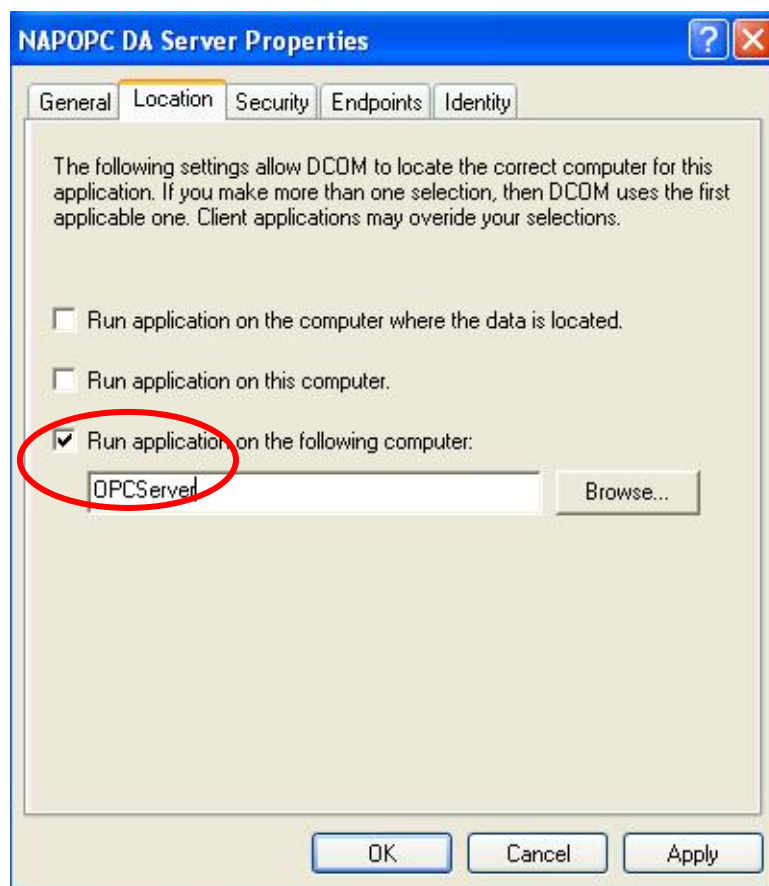 NAPOPC DA Server Properties
General Location Security Endpoints Identity
The following settings allow DCOM to locate the correct computer for this
application. If you make more than one selection, then DCOM uses the first
applicable one. Client applications may overide your selections.
Run application on the computer where the data is located.
Run application on this computer.
Run application on the following computer:
OPCServer
Browse...
OK Cancel Apply